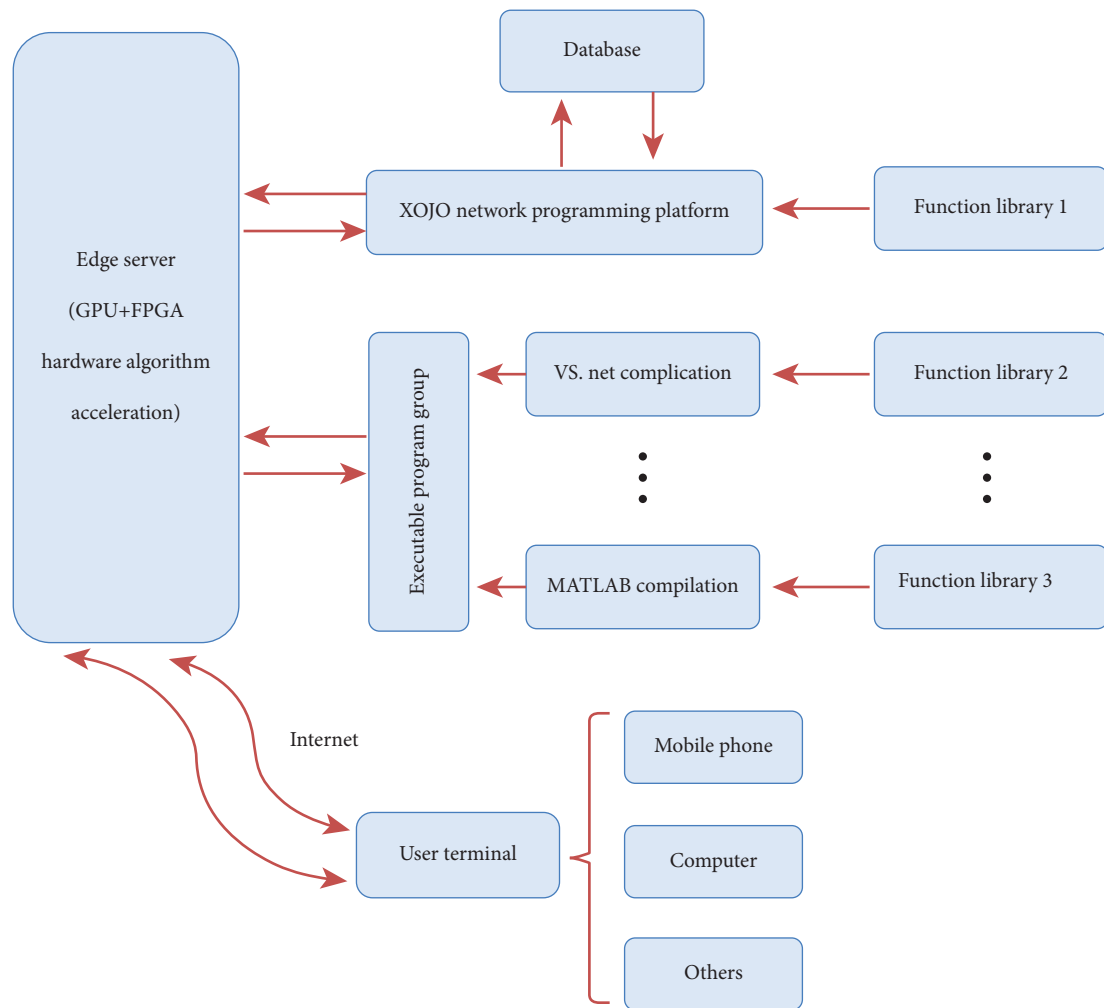 Database
XOJO network programming platform
Function library 1
Edge server
(GPU+FPGA
hardware algorithm
acceleration)
Executable program group
VS. net complication
Function library 2
MATLAB compilation
Function library 3
Internet
User terminal
Mobile phone
Computer
Others